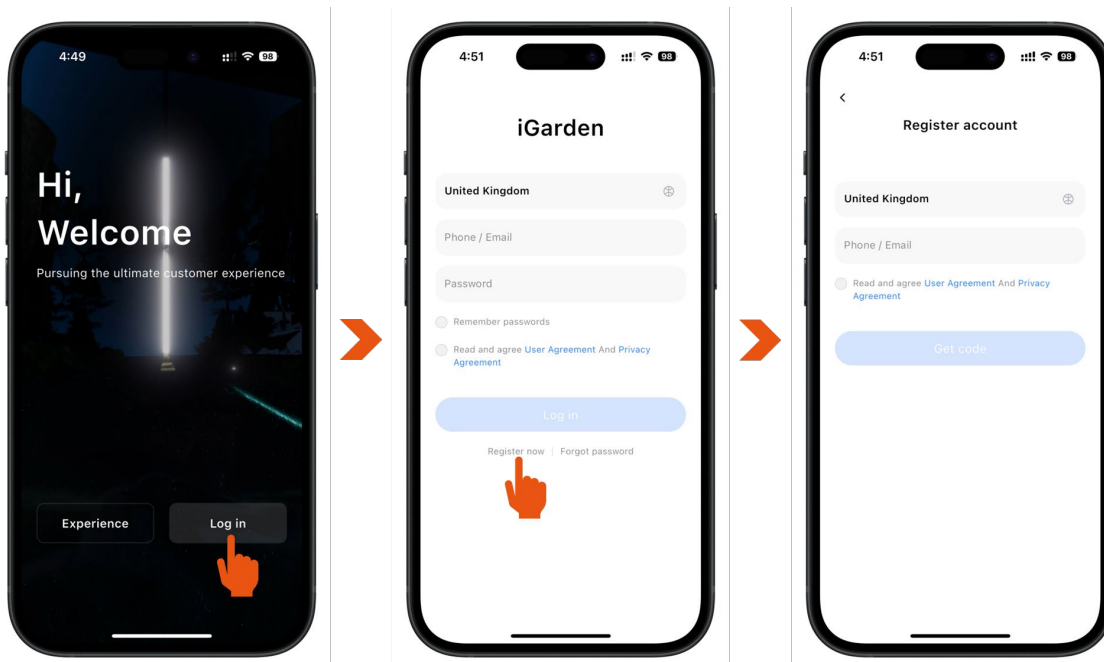 4:49
98
Hi,
Welcome
Pursuing the ultimate customer experience
Experience
Log in
4:51
98
iGarden
United Kingdom
Phone / Email
Password
Remember passwords
Read and agree User Agreement And Privacy
Agreement
Log in
Register now | Forgot password
4:51
98
Register account
United Kingdom
Phone / Email
Read and agree User Agreement And Privacy
Agreement
Get code